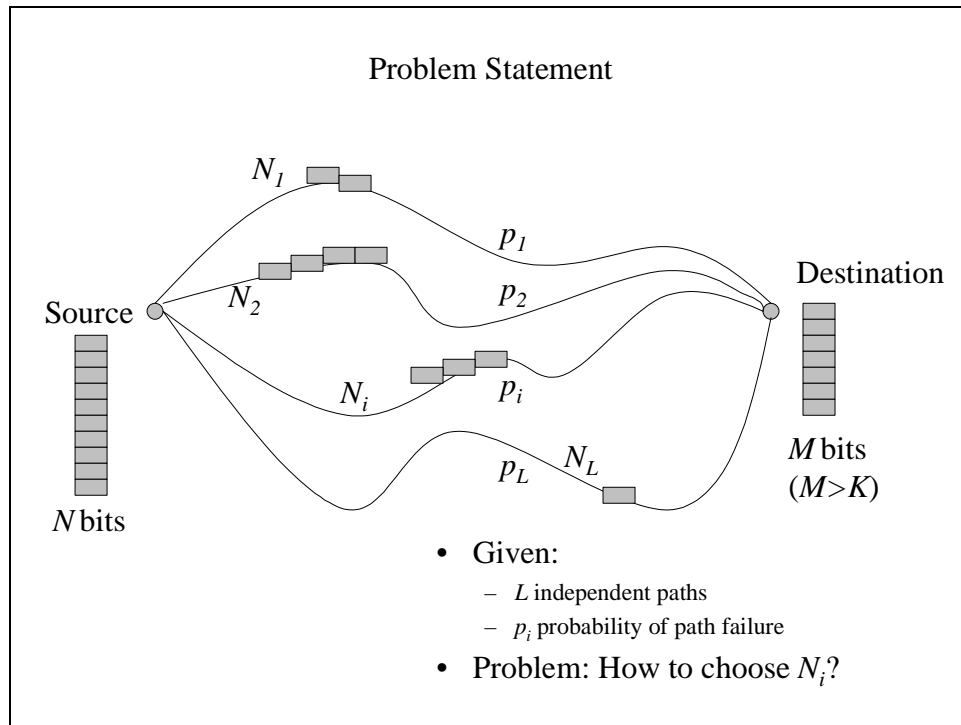 Problem Statement
N1
p1
Destination
N2
p2
Source
Ni
pi
NL
pL
M bits
(M>K)
N bits
• Given:
– L independent paths
– pi probability of path failure
• Problem: How to choose Ni?